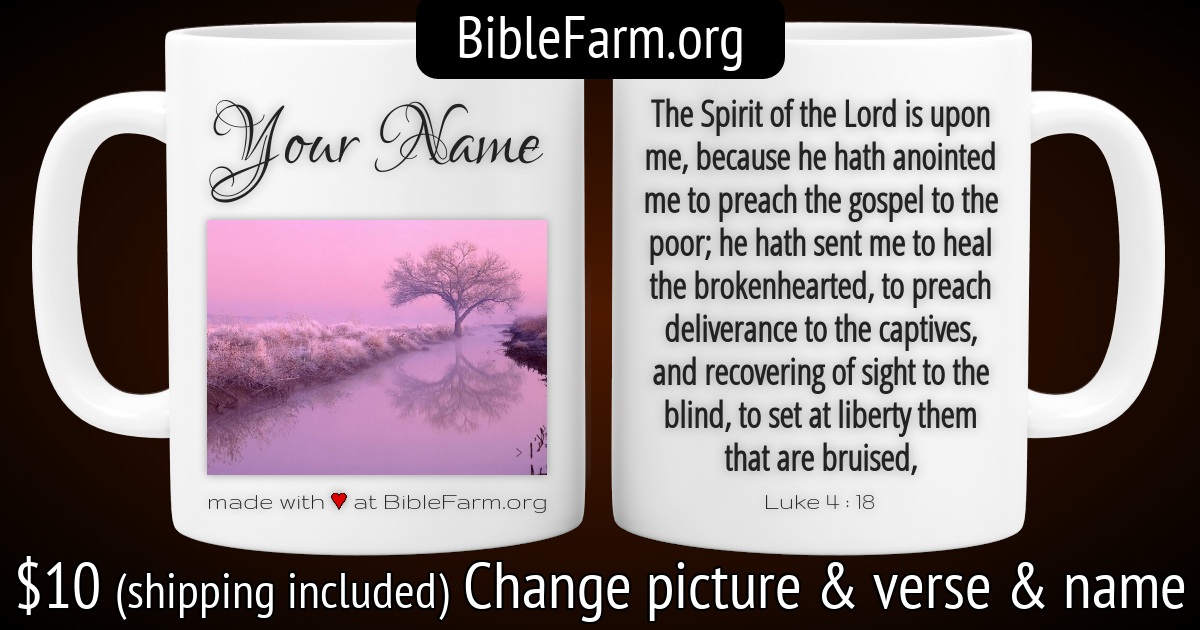 BibleFarm.org
Your Name
made with ♥ at BibleFarm.org
The Spirit of the Lord is upon
me, because he hath anointed
me to preach the gospel to the
poor; he hath sent me to heal
the brokenhearted, to preach
deliverance to the captives,
and recovering of sight to the
blind, to set at liberty them
that are bruised,
Luke 4 : 18
$10 (shipping included) Change picture & verse & name